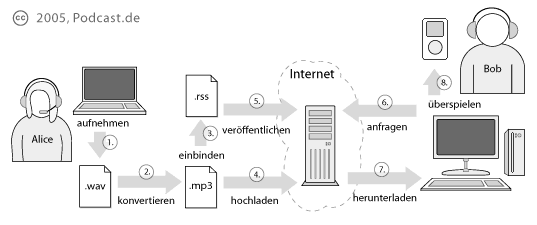 cc 2005, Podcast.de
Alice
aufnehmen
1.
.wav
2.
konvertieren
.mp3
3.
einbinden
.rss
4.
hochladen
5.
veröffentlichen
Internet
6.
anfragen
7.
herunterladen
8.
überspielen
Bob